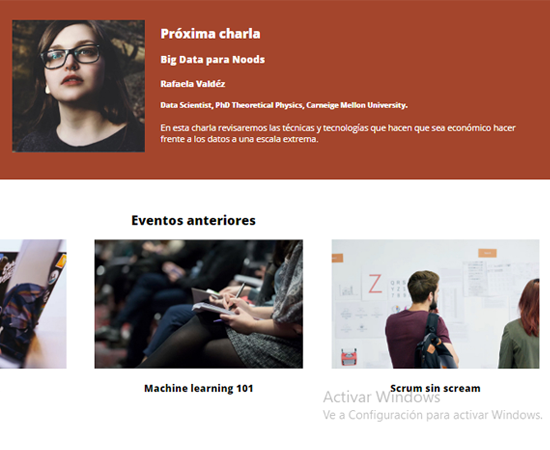 Próxima charla
Big Data para Noods
Rafaela Valdéz
Data Scientist, PhD Theoretical Physics, Carneige Mellon University.
En esta charla revisaremos las técnicas y tecnologías que hacen que sea económico hacer
frente a los datos a una escala extrema.
Eventos anteriores
Z
Machine learning 101
Scrum sin scream
Activar Windows
Ve a Configuración para activar Windows.